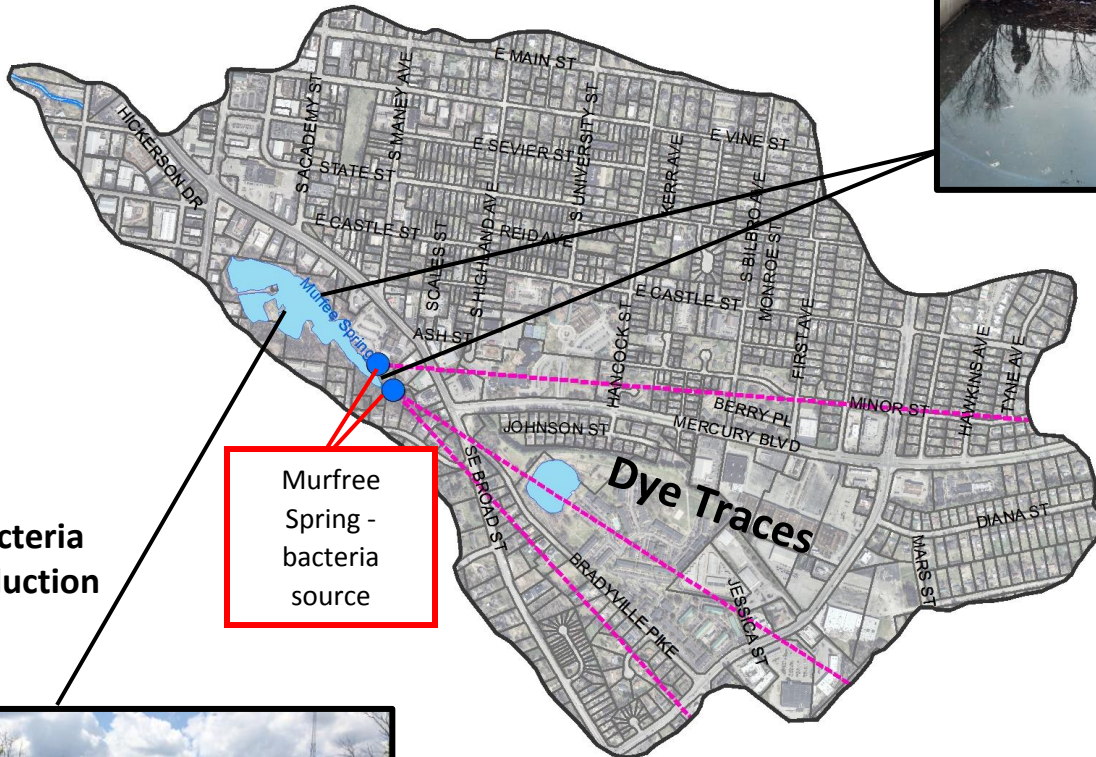 E MAIN ST
S ACADEMY ST
S MANEY AVE
HICKERSON DR
STATE ST
E SEVIER ST
S UNIVERSITY ST
E VINE ST
KERR AVE
E CASTLE ST
SCALES ST
S HIGHLAND AVE
REID AVE
S BILBRO AVE
MONROE ST
E CASTLE ST
Murfee Spring
ASH ST
HANCOCK ST
FIRST AVE
HAWKINS AVE
TYNE AVE
MINOR ST
BERRY PL
MERCURY BLVD
JOHNSON ST
SE BROAD ST
Dye Traces
DIANA ST
MARS ST
BRADYVILLE PIKE
JESSICA ST
Murfree
Spring -
bacteria
source
cteria
duction